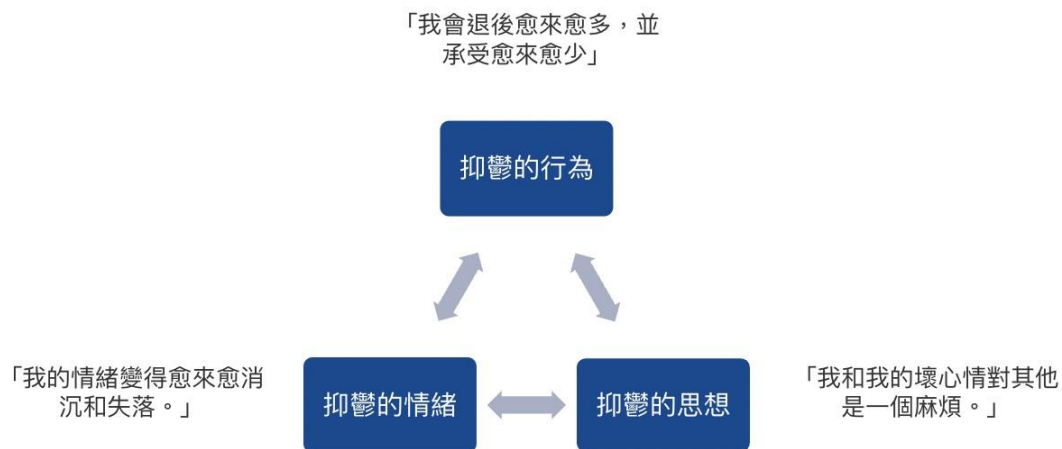 「我會退後愈來愈多，並
承受愈來愈少」
抑鬱的行為
「我的情緒變得愈來愈消
沉和失落。」
抑鬱的情緒
抑鬱的思想
「我和我的壞心情對其他
是一個麻煩。」